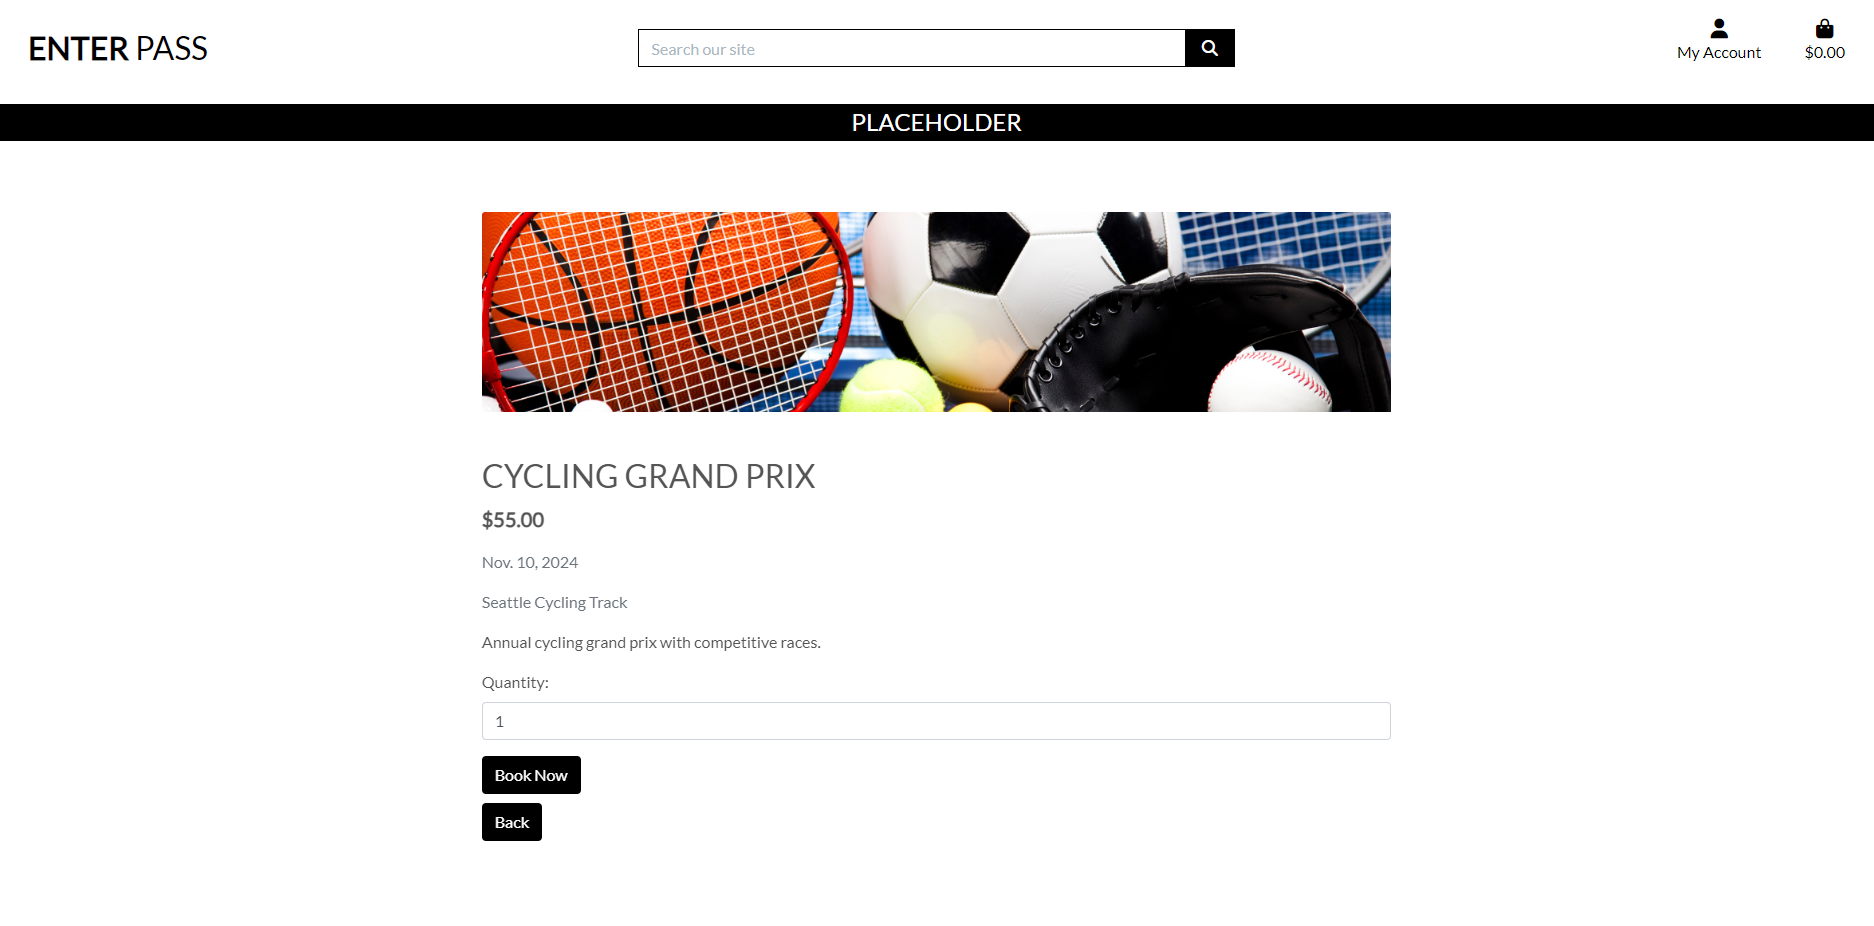 ENTER PASS
Search our site
My Account
$0.00
PLACEHOLDER
CYCLING GRAND PRIX
$55.00
Nov. 10, 2024
Seattle Cycling Track
Annual cycling grand prix with competitive races.
Quantity:
1
Book Now
Back